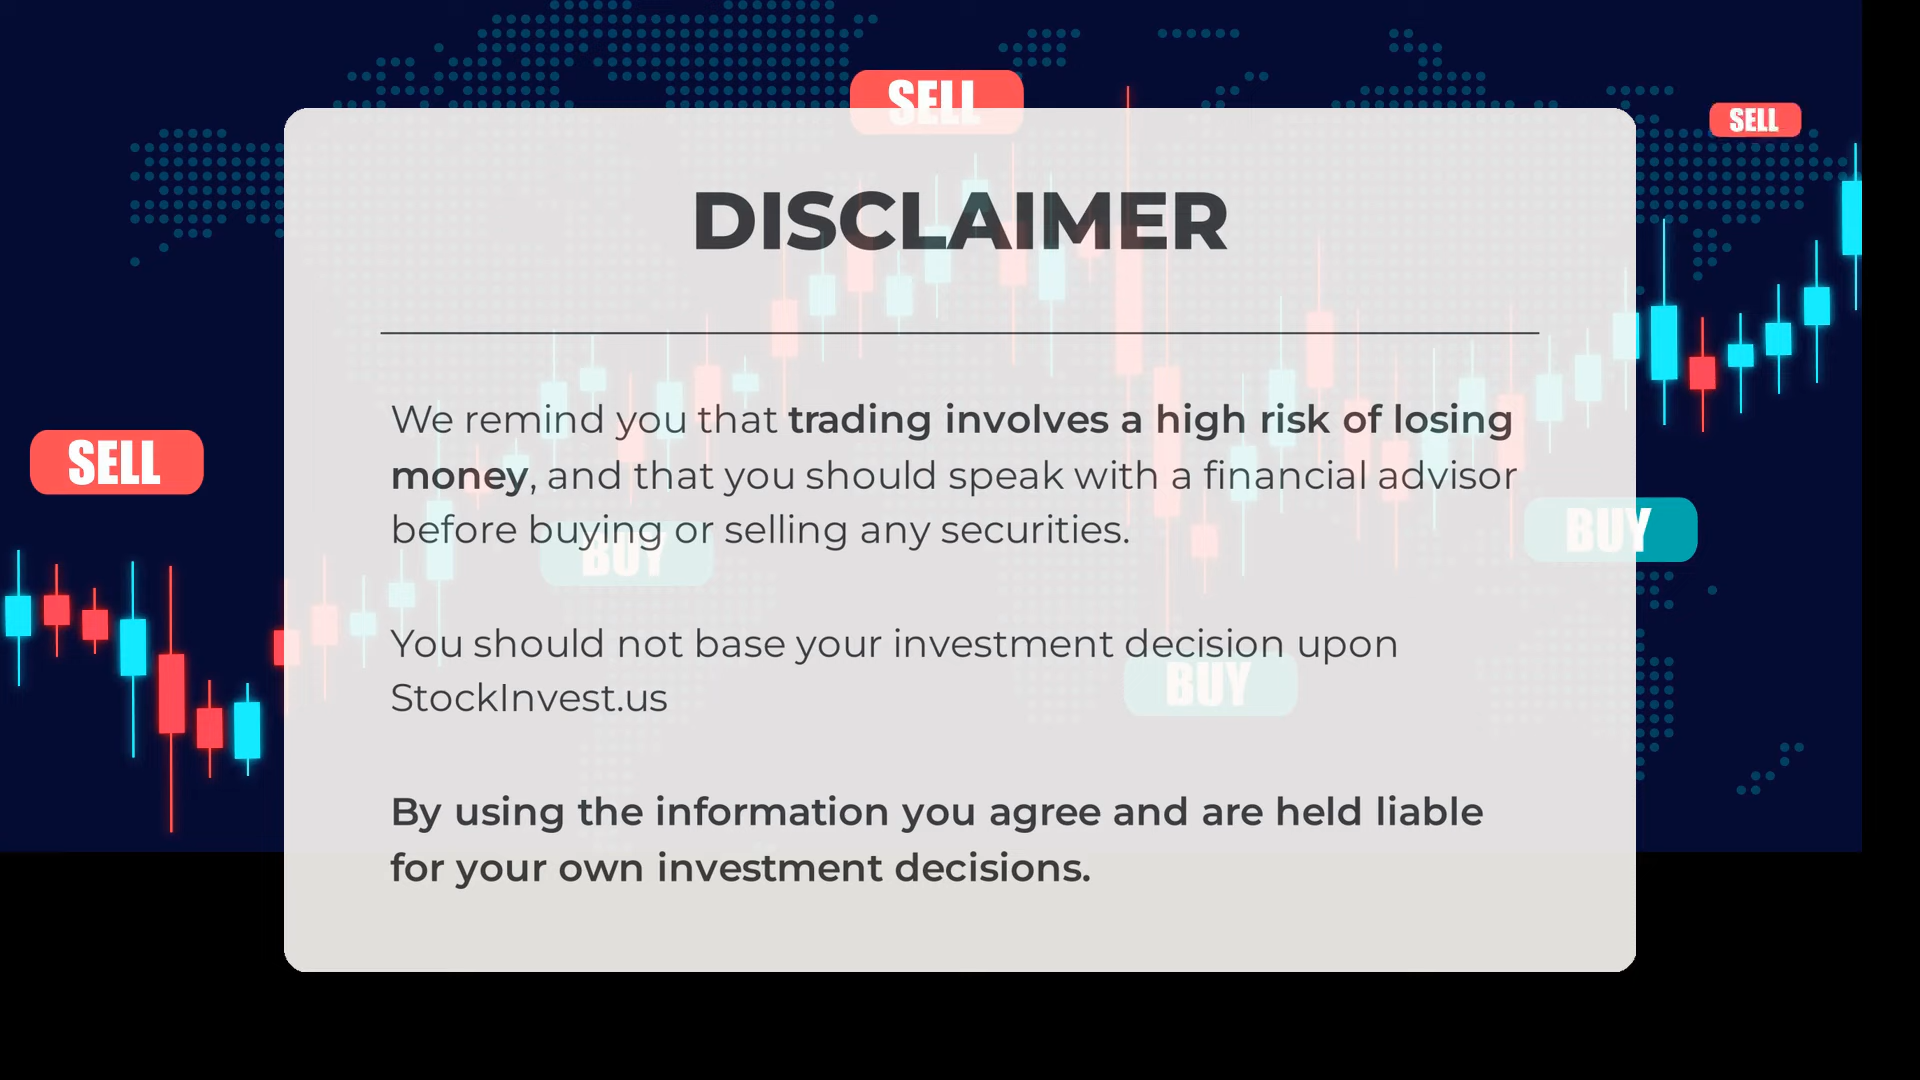 SELL
SELL
DISCLAIMER
We remind you that trading involves a high risk of losing
money, and that you should speak with a financial advisor
before buying or selling any securities.
SELL
BUY
BUY
You should not base your investment decision upon
StockInvest.us
BUY
By using the information you agree and are held liable
for your own investment decisions.